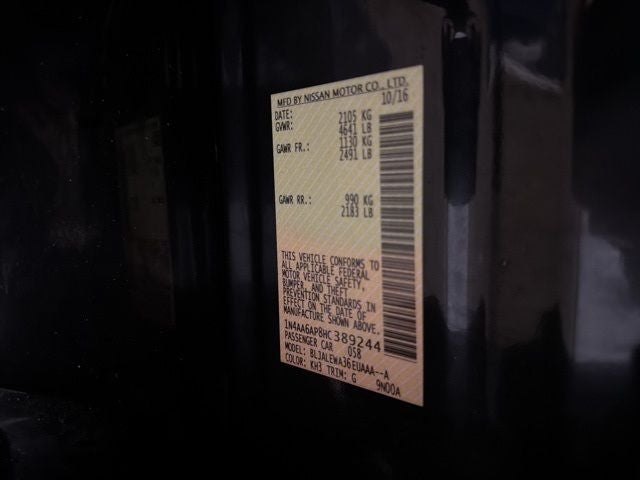 MFD BY NISSAN MOTOR CO., LTD.
DATE: 10/16
GVWR: 2105 KG
4641 LB
GAWR FR.: 1130 KG
2491 LB
GAWR RR.: 990 KG
2183 LB
THIS VEHICLE CONFORMS TO
ALL APPLICABLE FEDERAL
MOTOR VEHICLE SAFETY,
BUMPER, AND THEFT
PREVENTION STANDARDS IN
EFFECT ON THE DATE OF
MANUFACTURE SHOWN ABOVE.
1N4AA6AP8HC389244
PASSENGER CAR 058
MODEL: BLJALEWA36EUAAA--A
COLOR: KH3 TRIM: G 9N00A